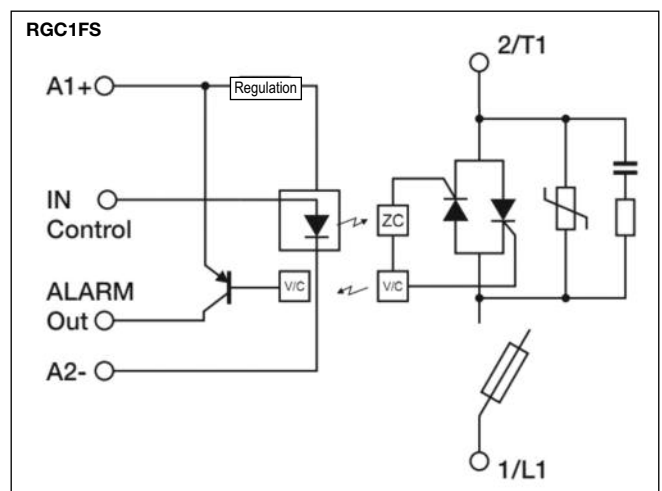 RGC1FS
2/T1
A1+
Regulation
IN
Control
ZC
ALARM
Out
V/C
V/C
A2-
1/L1